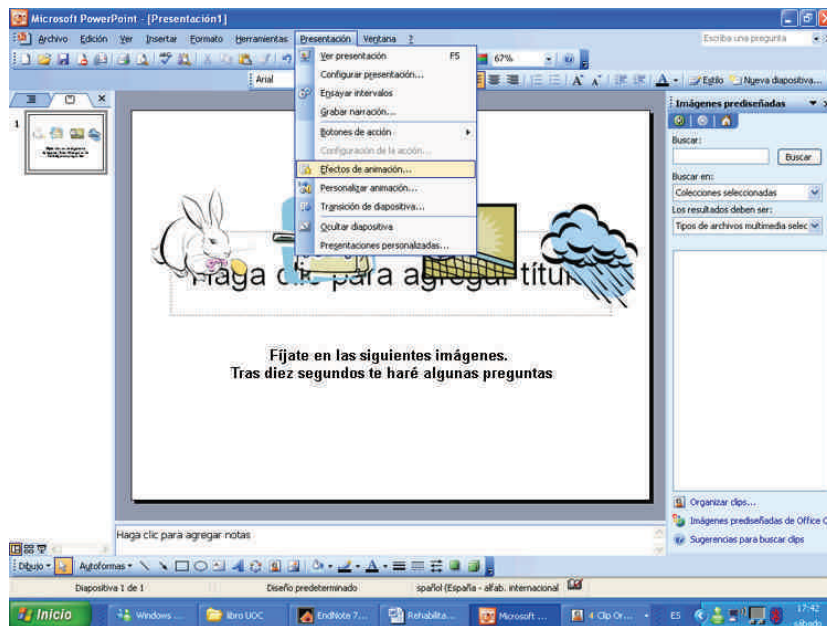 Microsoft PowerPoint - [Presentación1]
Archivo Edición Ver Insertar Formato Herramientas Presentación Ventana ?
Escriba una pregunta
67%
Arial
Estilo Nueva diapositiva...
Ver presentación F5
Configurar presentación...
Ensayar intervalos
Grabar narración...
Botones de acción
Configuración de la acción...
Efectos de animación...
Personalizar animación...
Transición de diapositiva...
Ocultar diapositiva
Presentaciones personalizadas...
1
Haga clic para agregar título
Fíjate en las siguientes imágenes.
Tras diez segundos te haré algunas preguntas
Imágenes prediseñadas
Buscar:
Buscar
Buscar en:
Colecciones seleccionadas
Los resultados deben ser:
Tipos de archivos multimedia selec
Organizar clips...
Imágenes prediseñadas de Office O
Sugerencias para buscar clips
Haga clic para agregar notas
Dibujo Autoformas
Diapositiva 1 de 1 Diseño predeterminado spañol (España - alfab. internacional
Inicio Windows ... libro UOC EndNote 7... Rehabilita... Microsoft ... 4 Clip Or... ES 17:42
sábado